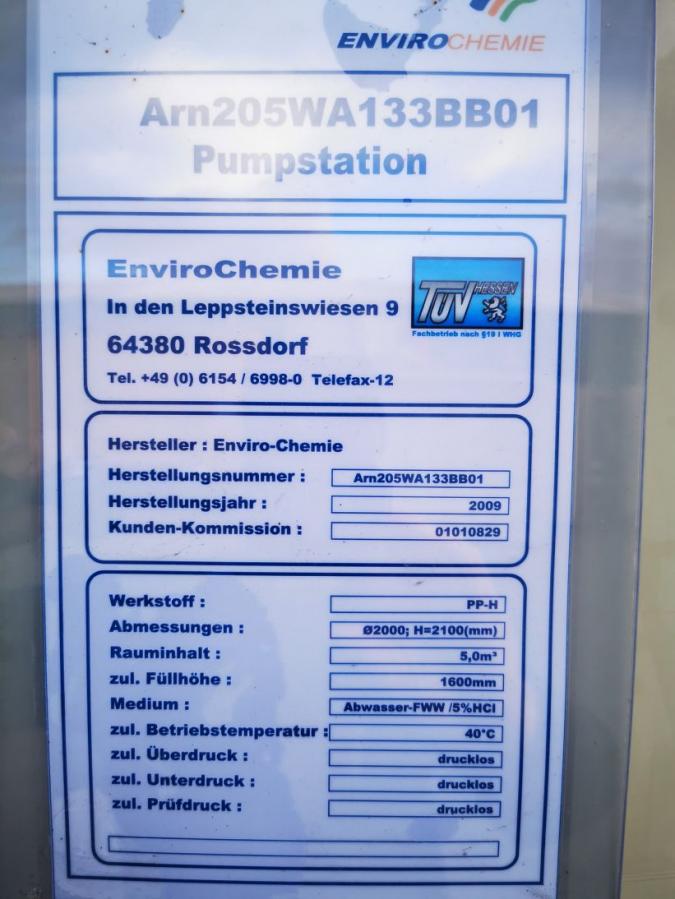 ENVIROCHEMIE
Arn205WA133BB01
Pumpstation
EnviroChemie
In den Leppsteinswiesen 9
64380 Rossdorf
Tel. +49 (0) 6154 / 6998-0 Telefax-12
TÜV HESSEN
Fachbetrieb nach §19 l WHG
Hersteller : Enviro-Chemie
Herstellungsnummer : Arn205WA133BB01
Herstellungsjahr : 2009
Kunden-Kommission : 01010829
Werkstoff : PP-H
Abmessungen : Ø2000; H=2100(mm)
Rauminhalt : 5,0m³
zul. Füllhöhe : 1600mm
Medium : Abwasser-FWW /5%HCl
zul. Betriebstemperatur : 40°C
zul. Überdruck : drucklos
zul. Unterdruck : drucklos
zul. Prüfdruck : drucklos